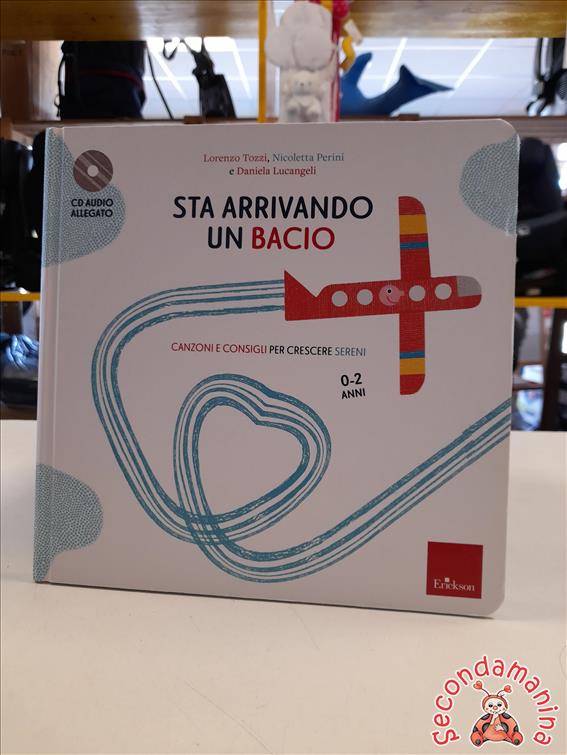 Lorenzo Tozzi, Nicoletta Perini
e Daniela Lucangeli
CD AUDIO
ALLEGATO
STA ARRIVANDO
UN BACIO
CANZONI E CONSIGLI PER CRESCERE SERENI
0-2
ANNI
Erickson
Secondamanina